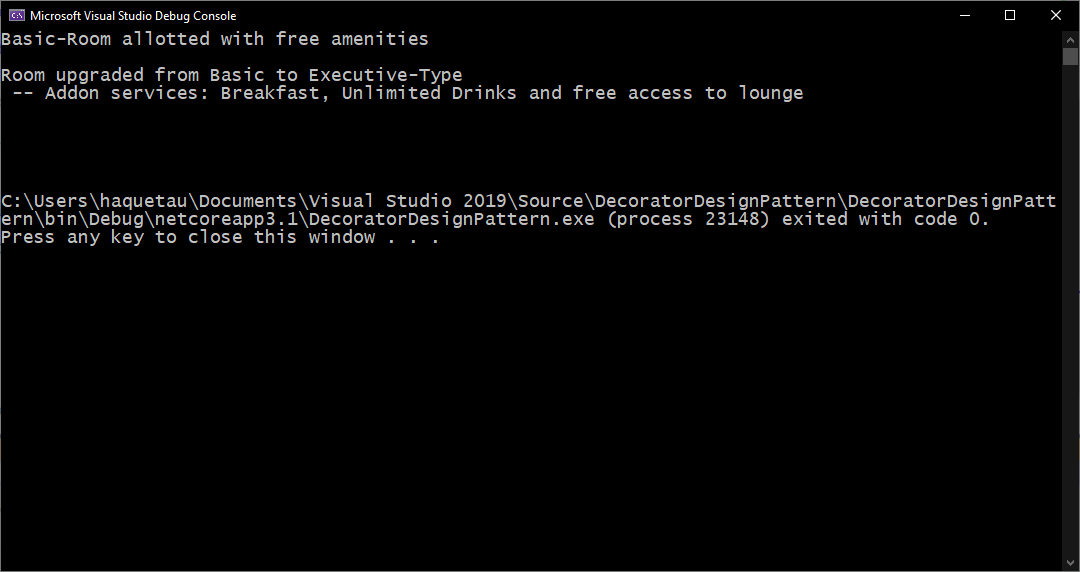 Microsoft Visual Studio Debug Console
Basic-Room allotted with free amenities
Room upgraded from Basic to Executive-Type
-- Addon services: Breakfast, Unlimited Drinks and free access to lounge
C:\Users\haquetau\Documents\Visual Studio 2019\Source\DecoratorDesignPattern\DecoratorDesignPatt
ern\bin\Debug\netcoreapp3.1\DecoratorDesignPattern.exe (process 23148) exited with code 0.
Press any key to close this window . . .